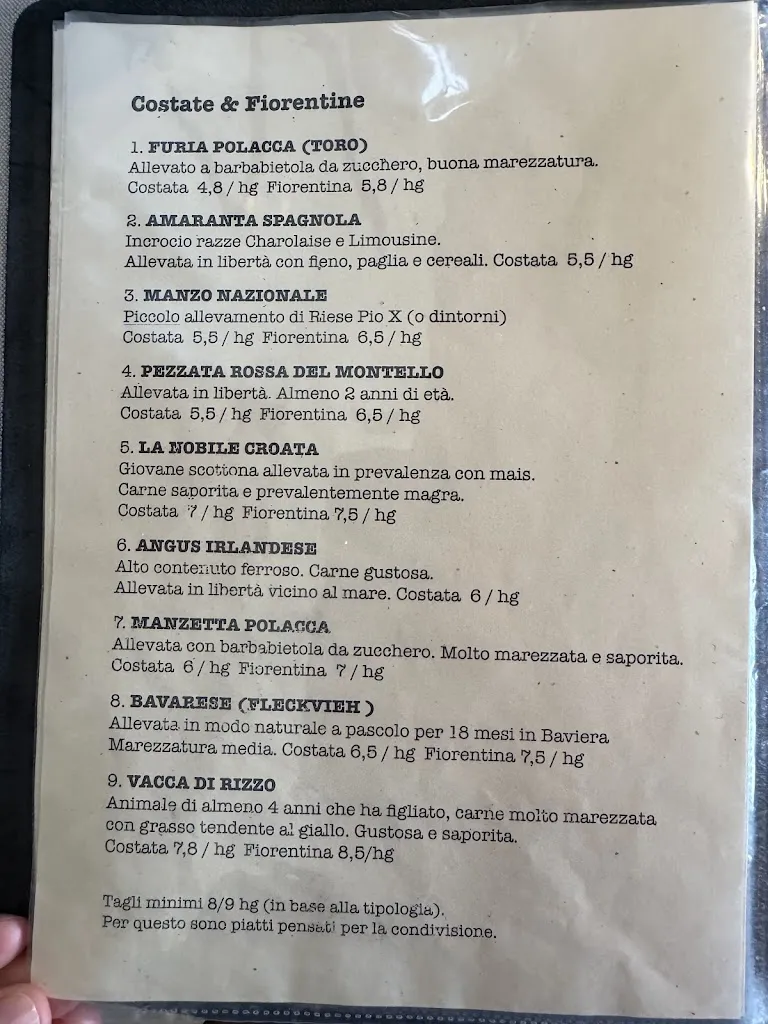 Costate & Fiorentine
1. FURIA POLACCA (TORO)
Allevato a barbabietola da zucchero, buona marezzatura.
Costata 4,8 / hg Fiorentina 5,8 / hg
2. AMARANTA SPAGNOLA
Incrocio razze Charolaise e Limousine.
Allevata in libertà con fieno, paglia e cereali. Costata 5,5 / hg
3. MANZO NAZIONALE
Piccolo allevamento di Riese Pio X (o dintorni)
Costata 5,5 / hg Fiorentina 6,5 / hg
4. PEZZATA ROSSA DEL MONTELLO
Allevata in libertà. Almeno 2 anni di età.
Costata 5,5 / hg Fiorentina 6,5 / hg
5. LA NOBILE CROATA
Giovane scottona allevata in prevalenza con mais.
Carne saporita e prevalentemente magra.
Costata 7 / hg Fiorentina 7,5 / hg
6. ANGUS IRLANDESE
Alto contenuto ferroso. Carne gustosa.
Allevata in libertà vicino al mare. Costata 6 / hg
7. MANZETTA POLACCA
Allevata con barbabietola da zucchero. Molto marezzata e saporita.
Costata 6 / hg Fiorentina 7 / hg
8. BAVARESE (FLECKVIEH )
Allevata in modo naturale a pascolo per 18 mesi in Baviera
Marezzatura media. Costata 6,5 / hg Fiorentina 7,5 / hg
9. VACCA DI RIZZO
Animale di almeno 4 anni che ha figliato, carne molto marezzata
con grasso tendente al giallo. Gustosa e saporita.
Costata 7,8 / hg Fiorentina 8,5/hg
Tagli minimi 8/9 hg (in base alla tipologia).
Per questo sono piatti pensati per la condivisione.